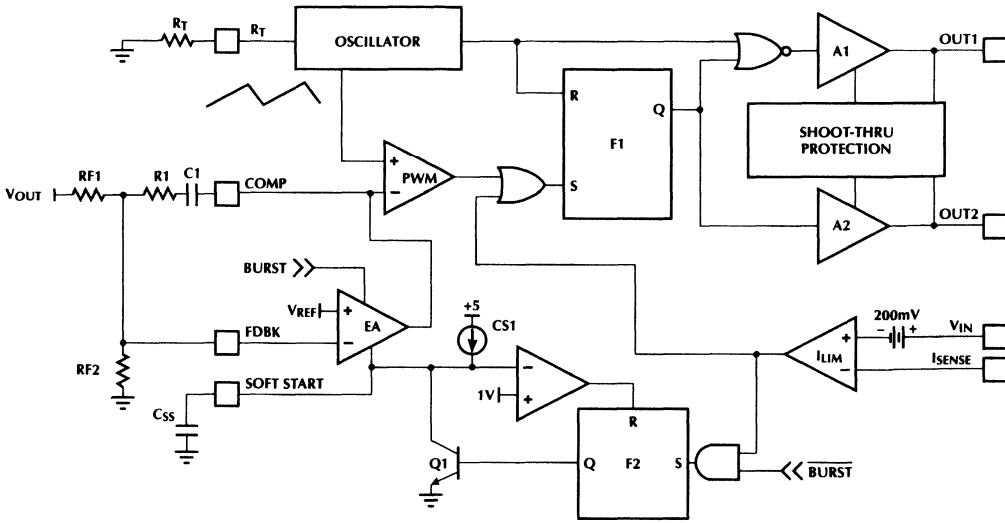 RT
RT
OSCILLATOR
OUT1
A1
R
Q
F1
S
SHOOT-THRU
PROTECTION
+
PWM
−
RF1
R1
C1
COMP
VOUT
A2
OUT2
BURST
VREF
+
EA
−
+5
CS1
200mV
− +
VIN
FDBK
ILIM
+
−
ISENSE
RF2
SOFT START
CSS
−
1V
+
R
Q1
Q
F2
S
BURST